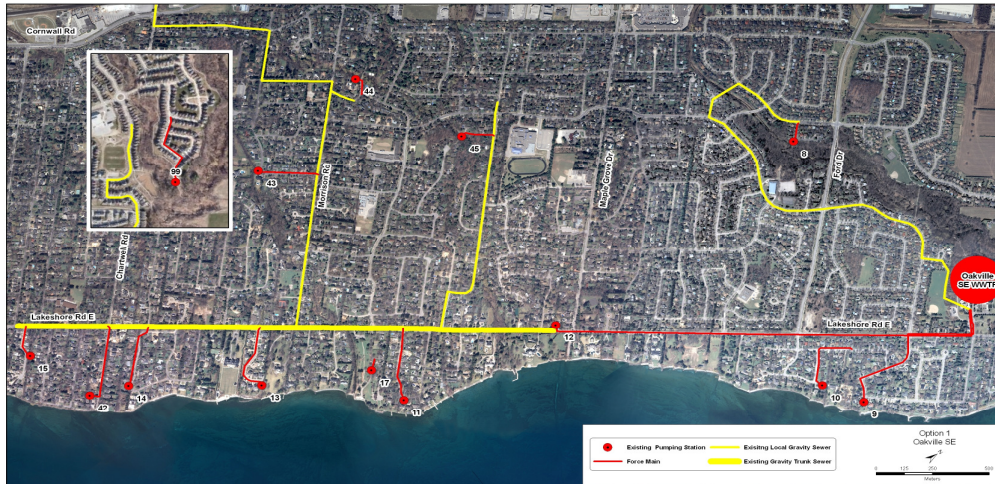 Cornwall Rd
44
99
45
8
43
Morrison Rd
Maple Grove Dr
Ford Dr
Chartwell Rd
Oakville
SE WWTP
Lakeshore Rd E
Lakeshore Rd E
12
15
17
42
14
13
11
10
9
Option 1
Oakville SE
Existing Pumping Station
Exisitng Local Gravity Sewer
Force Main
Existing Gravity Trunk Sewer
0 125 250 500
Meters